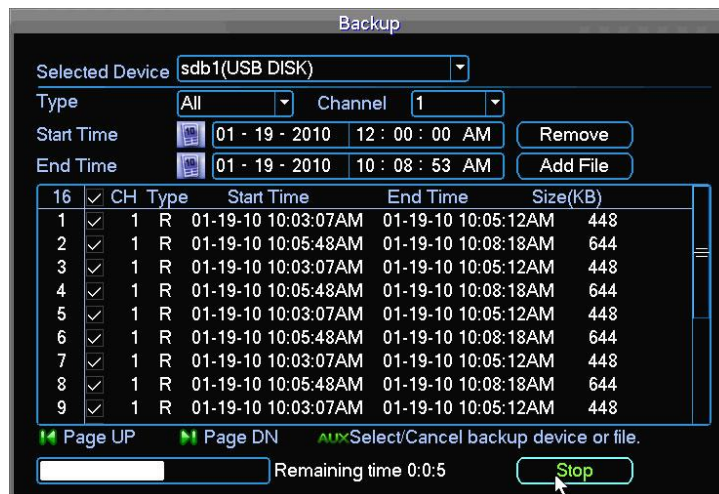 Backup
Selected Device sdb1(USB DISK)
Type All Channel 1
Start Time 01 - 19 - 2010 12 : 00 : 00 AM Remove
End Time 01 - 19 - 2010 10 : 08 : 53 AM Add File
16 CH Type Start Time End Time Size(KB)
1 1 R 01-19-10 10:03:07AM 01-19-10 10:05:12AM 448
2 1 R 01-19-10 10:05:48AM 01-19-10 10:08:18AM 644
3 1 R 01-19-10 10:03:07AM 01-19-10 10:05:12AM 448
4 1 R 01-19-10 10:05:48AM 01-19-10 10:08:18AM 644
5 1 R 01-19-10 10:03:07AM 01-19-10 10:05:12AM 448
6 1 R 01-19-10 10:05:48AM 01-19-10 10:08:18AM 644
7 1 R 01-19-10 10:03:07AM 01-19-10 10:05:12AM 448
8 1 R 01-19-10 10:05:48AM 01-19-10 10:08:18AM 644
9 1 R 01-19-10 10:03:07AM 01-19-10 10:05:12AM 448
Page UP Page DN AUX Select/Cancel backup device or file.
Remaining time 0:0:5 Stop